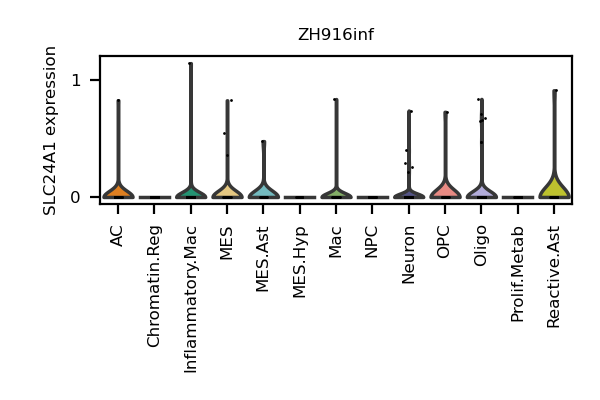 ZH916inf
SLC24A1 expression
1
0
AC
Chromatin.Reg
Inflammatory.Mac
MES
MES.Ast
MES.Hyp
Mac
NPC
Neuron
OPC
Oligo
Prolif.Metab
Reactive.Ast